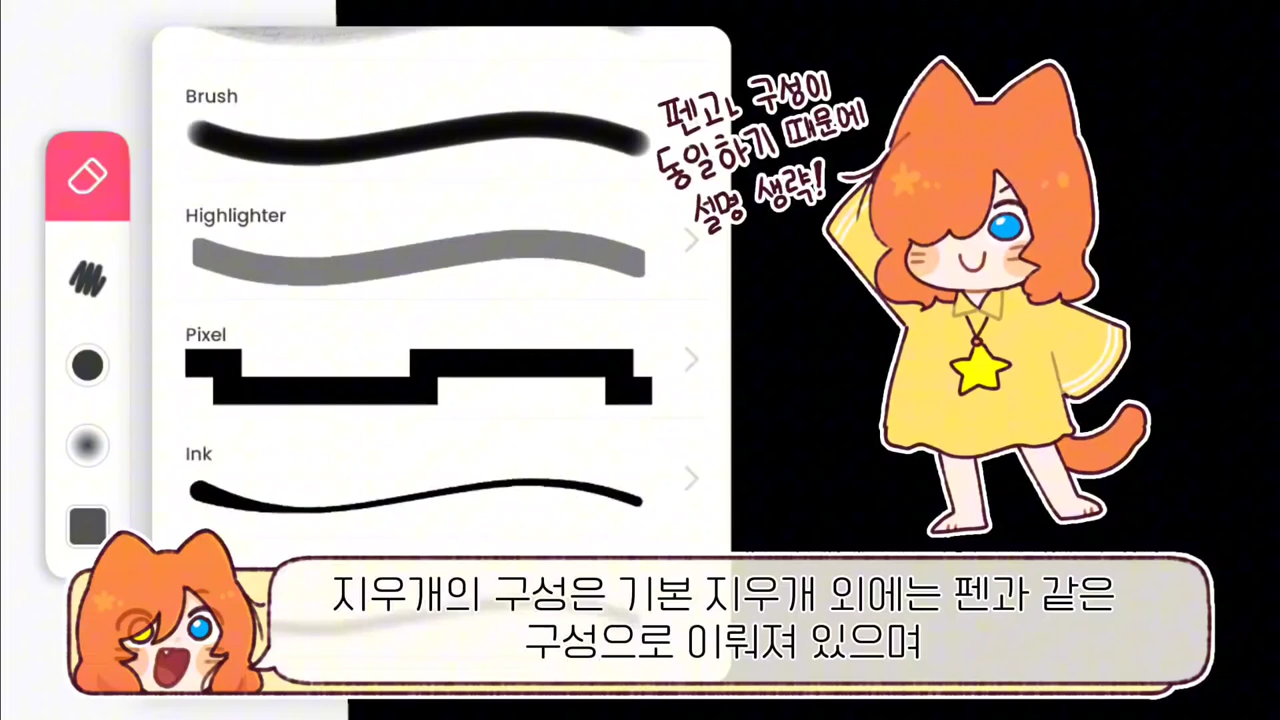 Brush
Highlighter
Pixel
Ink
펜과 구성이
동일하기 때문에
설명 생략!
지우개의 구성은 기본 지우개 외에는 펜과 같은
구성으로 이뤄져 있으며